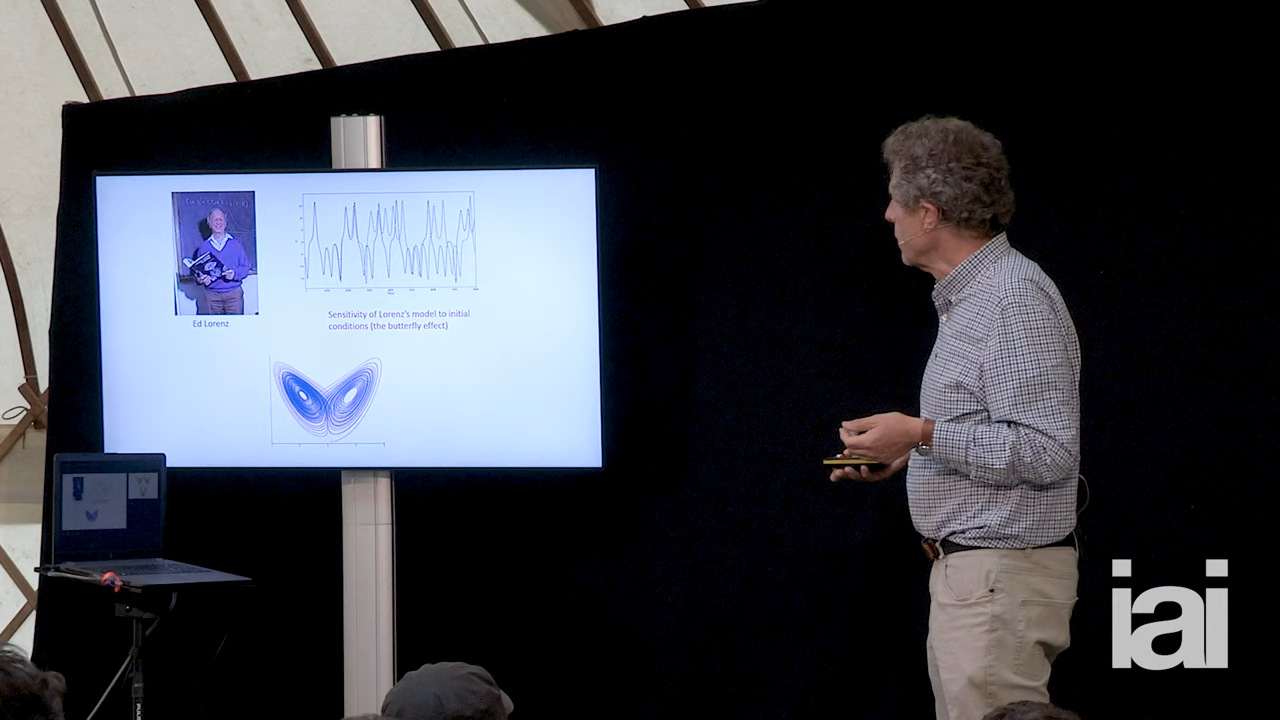 Ed Lorenz
Sensitivity of Lorenz's model to initial
conditions (the butterfly effect)
iai